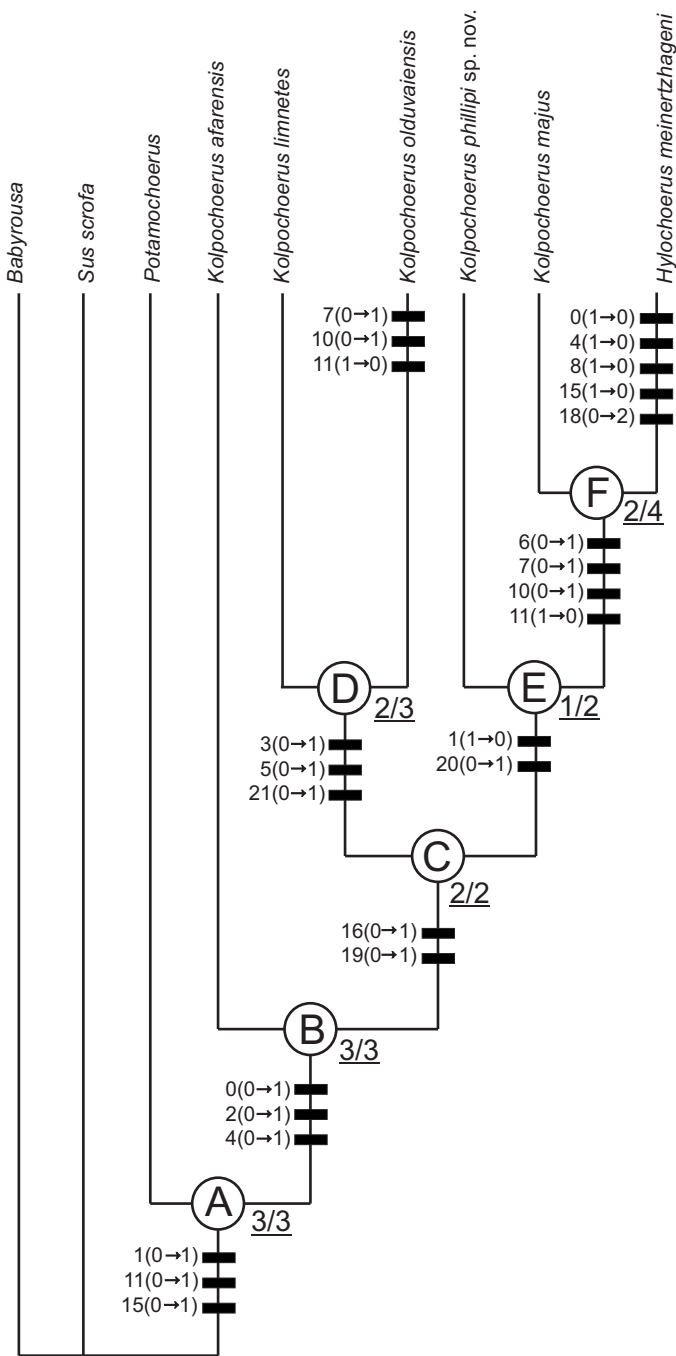 Babyrousa
Sus scrofa
Potamochoerus
Kolpochoerus afarensis
Kolpochoerus limnetes
Kolpochoerus olduvaiensis
Kolpochoerus phillipi sp. nov.
Kolpochoerus majus
Hylochoerus meinertzhageni
7(0→1)
10(0→1)
11(1→0)
0(1→0)
4(1→0)
8(1→0)
15(1→0)
18(0→2)
F
2/4
6(0→1)
7(0→1)
10(0→1)
11(1→0)
D
2/3
E
1/2
3(0→1)
5(0→1)
21(0→1)
1(1→0)
20(0→1)
C
2/2
16(0→1)
19(0→1)
B
3/3
0(0→1)
2(0→1)
4(0→1)
A
3/3
1(0→1)
11(0→1)
15(0→1)